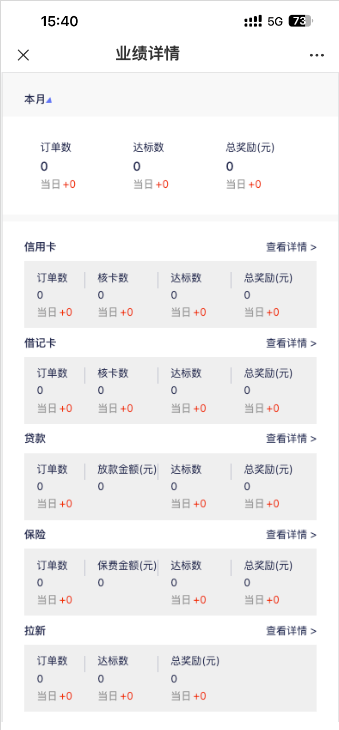 15:40 5G 73
业绩详情
本月
订单数 达标数 总奖励(元)
0 0 0
当日 +0 当日 +0 当日 +0
信用卡 查看详情 >
订单数 核卡数 达标数 总奖励(元)
0 0 0 0
当日 +0 当日 +0 当日 +0 当日 +0
借记卡 查看详情 >
订单数 核卡数 达标数 总奖励(元)
0 0 0 0
当日 +0 当日 +0 当日 +0 当日 +0
贷款 查看详情 >
订单数 放款金额(元) 达标数 总奖励(元)
0 0 0 0
当日 +0 当日 +0 当日 +0
保险 查看详情 >
订单数 保费金额(元) 达标数 总奖励(元)
0 0 0 0
当日 +0 当日 +0 当日 +0
拉新 查看详情 >
订单数 达标数 总奖励(元)
0 0 0
当日 +0 当日 +0 当日 +0